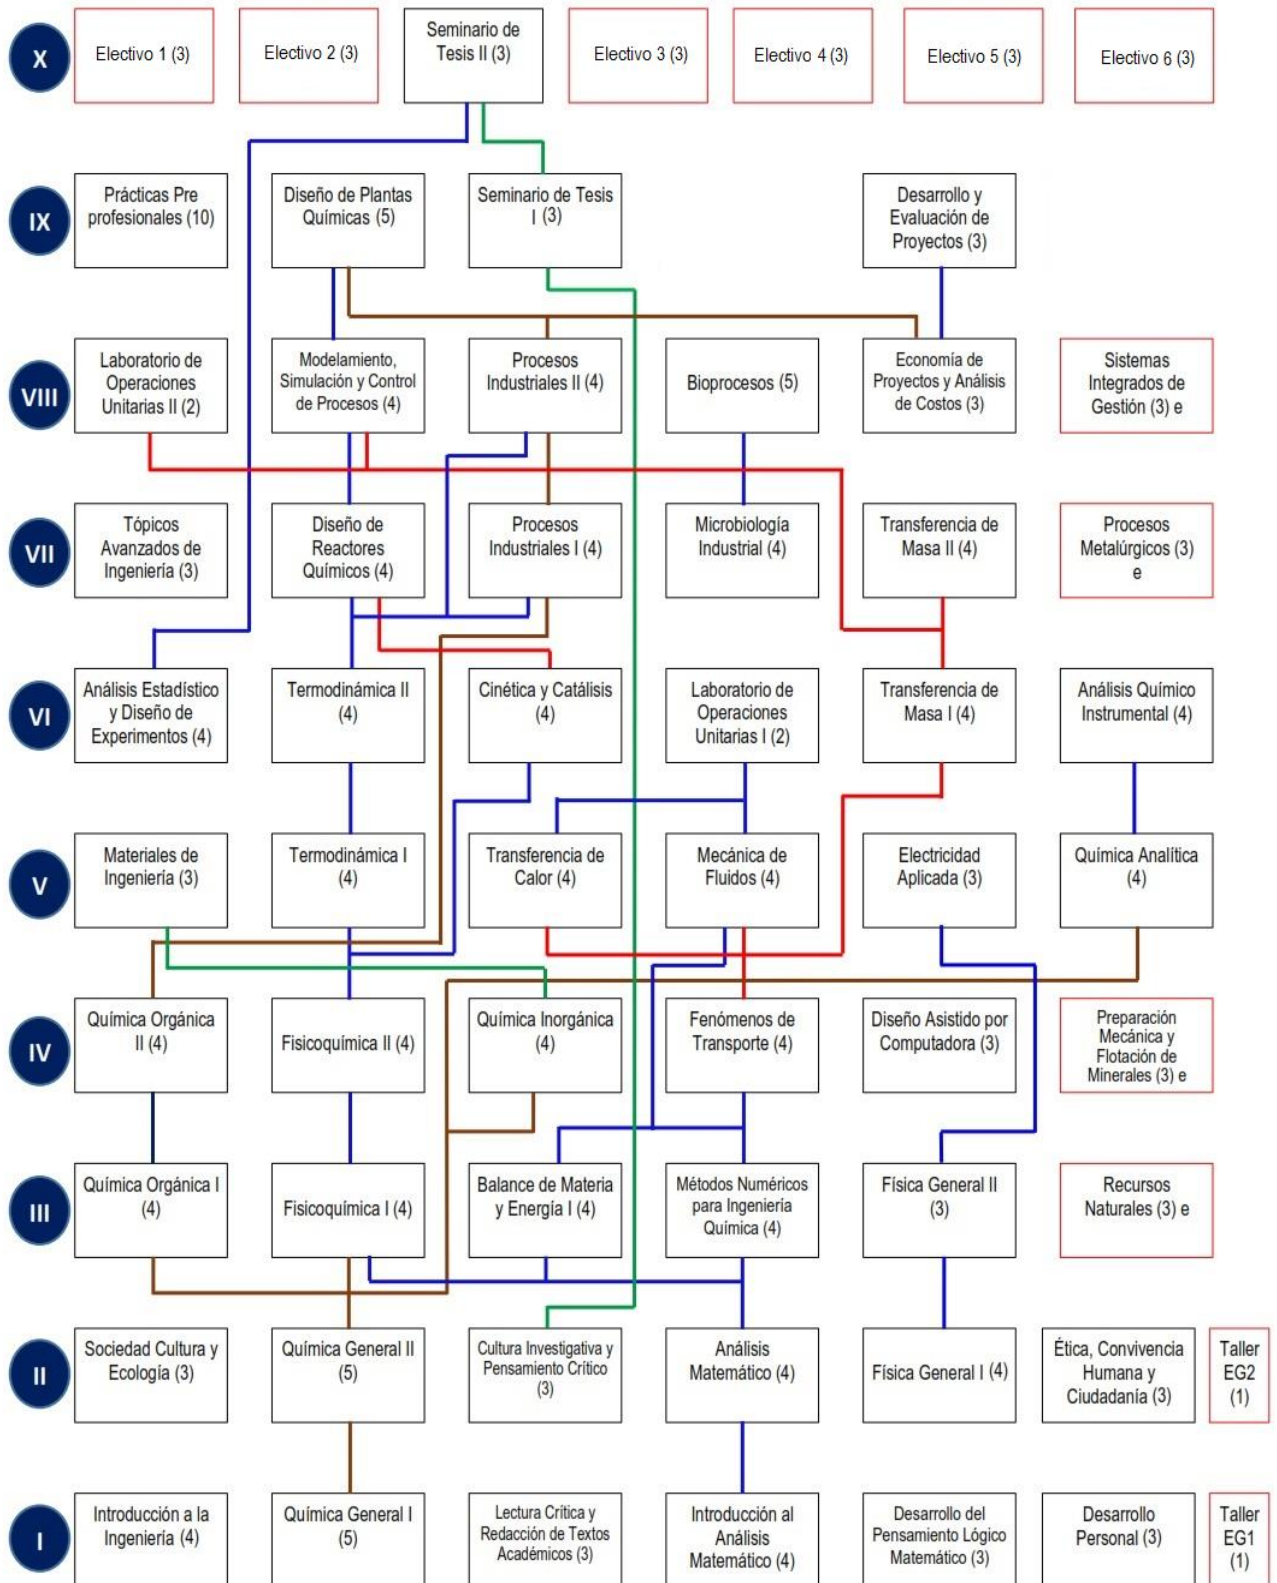 X
Electivo 1 (3)
Electivo 2 (3)
Seminario de
Tesis II (3)
Electivo 3 (3)
Electivo 4 (3)
Electivo 5 (3)
Electivo 6 (3)
IX
Prácticas Pre
profesionales (10)
Diseño de Plantas
Químicas (5)
Seminario de Tesis
I (3)
Desarrollo y
Evaluación de
Proyectos (3)
VIII
Laboratorio de
Operaciones
Unitarias II (2)
Modelamiento,
Simulación y Control
de Procesos (4)
Procesos
Industriales II (4)
Bioprocesos (5)
Economía de
Proyectos y Análisis
de Costos (3)
Sistemas
Integrados de
Gestión (3) e
VII
Tópicos
Avanzados de
Ingeniería (3)
Diseño de
Reactores
Químicos (4)
Procesos
Industriales I (4)
Microbiología
Industrial (4)
Transferencia de
Masa II (4)
Procesos
Metalúrgicos (3)
e
VI
Análisis Estadístico
y Diseño de
Experimentos (4)
Termodinámica II
(4)
Cinética y Catálisis
(4)
Laboratorio de
Operaciones
Unitarias I (2)
Transferencia de
Masa I (4)
Análisis Químico
Instrumental (4)
V
Materiales de
Ingeniería (3)
Termodinámica I
(4)
Transferencia de
Calor (4)
Mecánica de
Fluidos (4)
Electricidad
Aplicada (3)
Química Analítica
(4)
IV
Química Orgánica
II (4)
Fisicoquímica II (4)
Química Inorgánica
(4)
Fenómenos de
Transporte (4)
Diseño Asistido por
Computadora (3)
Preparación
Mecánica y
Flotación de
Minerales (3) e
III
Química Orgánica I
(4)
Fisicoquímica I (4)
Balance de Materia
y Energía I (4)
Métodos Numéricos
para Ingeniería
Química (4)
Física General II
(3)
Recursos
Naturales (3) e
II
Sociedad Cultura y
Ecología (3)
Química General II
(5)
Cultura Investigativa y
Pensamiento Crítico
(3)
Análisis
Matemático (4)
Física General I (4)
Ética, Convivencia
Humana y
Ciudadanía (3)
Taller
EG2
(1)
I
Introducción a la
Ingeniería (4)
Química General I
(5)
Lectura Crítica y
Redacción de Textos
Académicos (3)
Introducción al
Análisis
Matemático (4)
Desarrollo del
Pensamiento Lógico
Matemático (3)
Desarrollo
Personal (3)
Taller
EG1
(1)